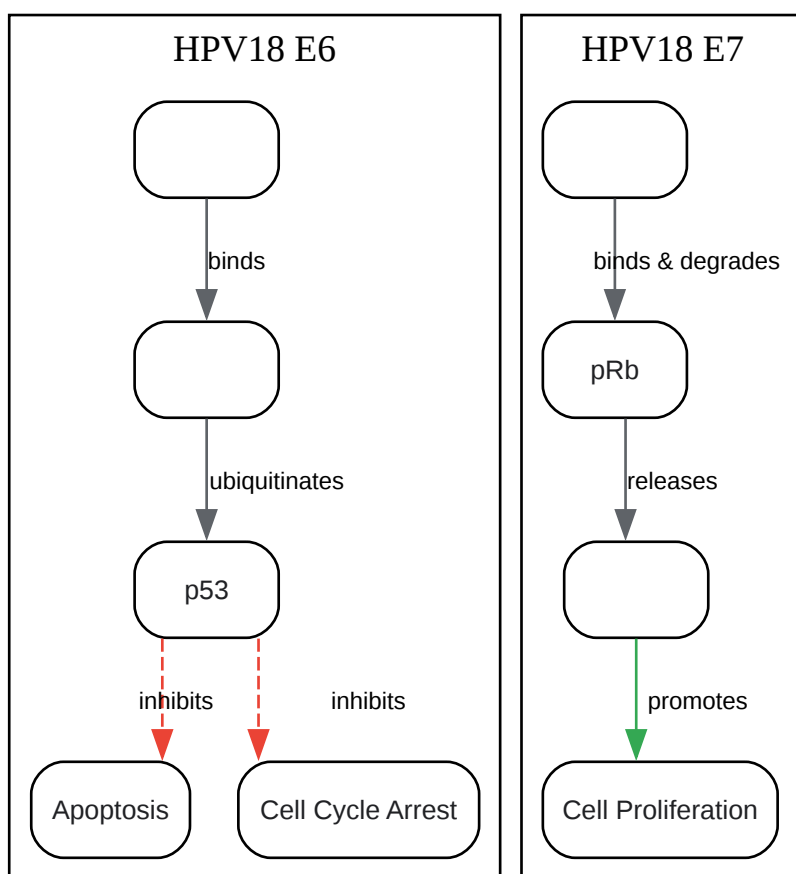 HPV18 E6
binds
ubiquitinates
p53
inhibits
inhibits
Apoptosis
Cell Cycle Arrest
HPV18 E7
binds & degrades
pRb
releases
promotes
Cell Proliferation